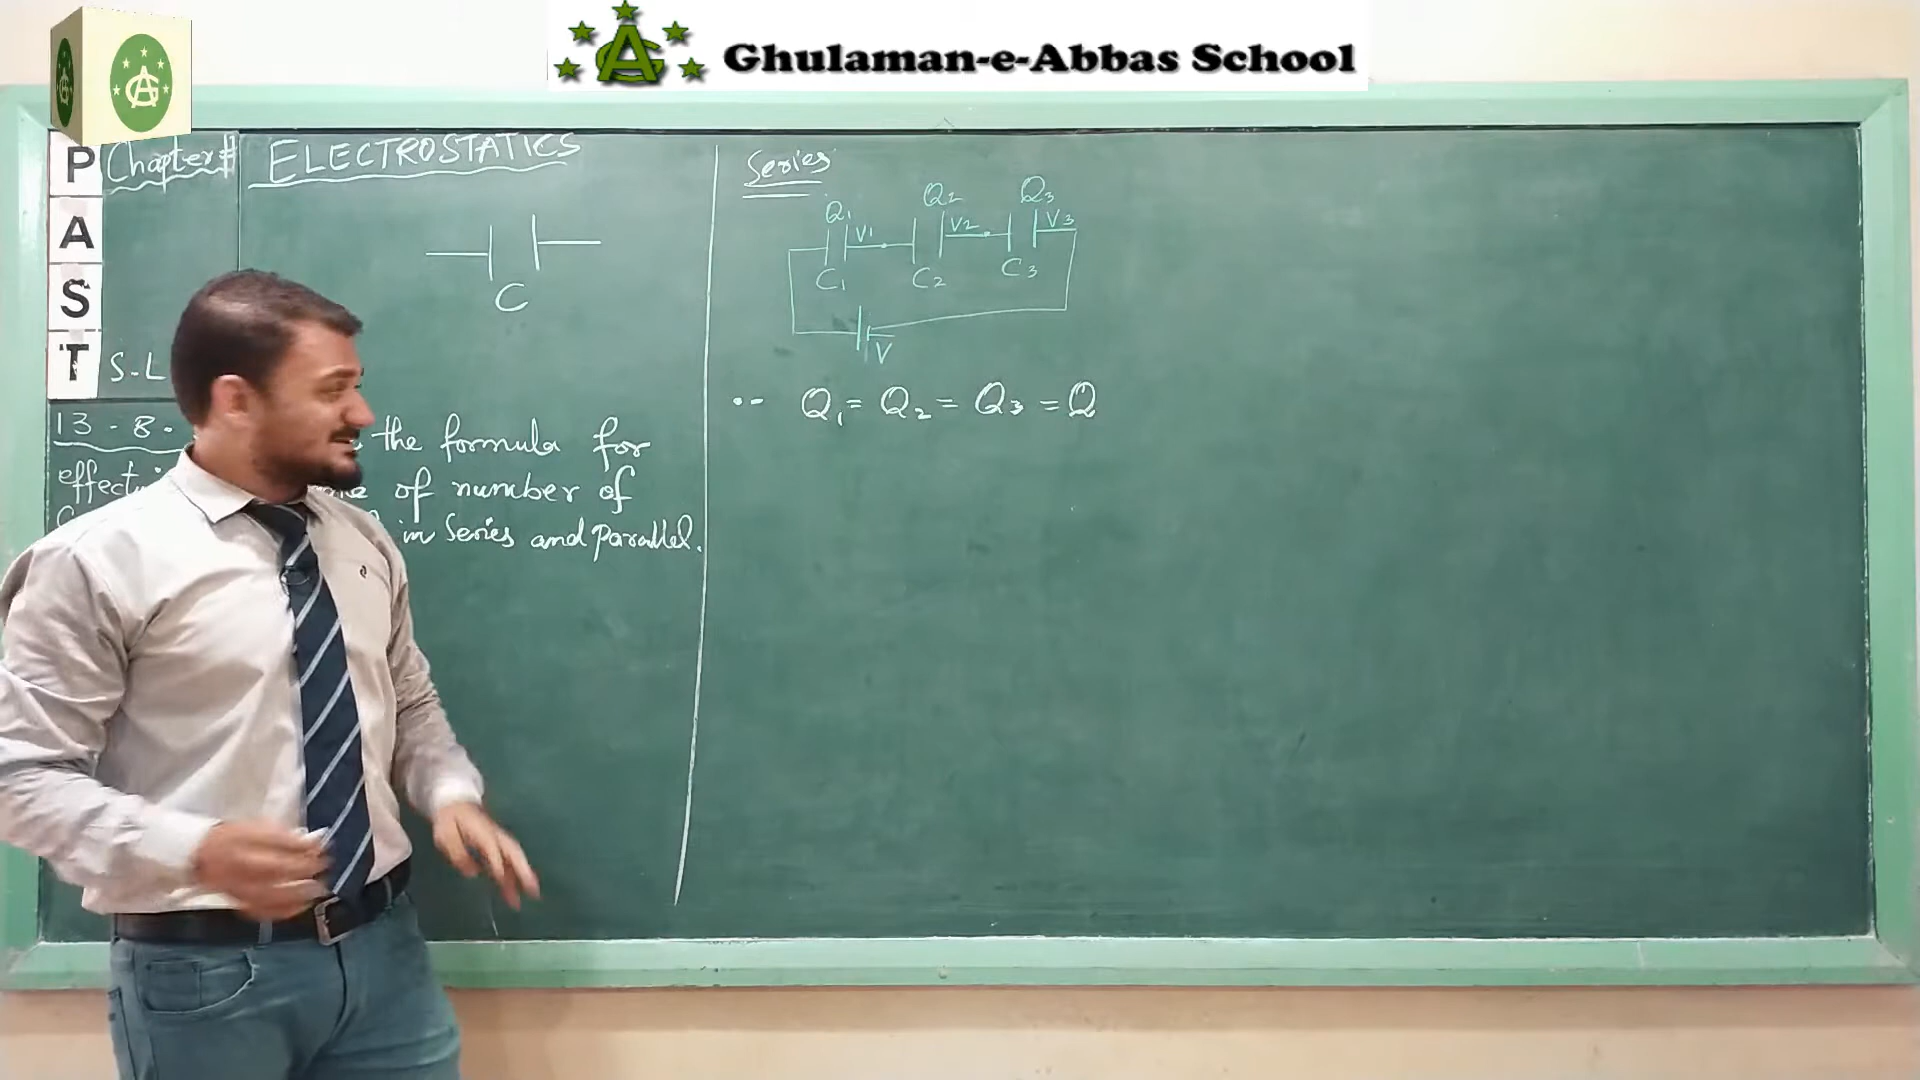 Ghulaman-e-Abbas School
P
A
S
T
Chapter#
ELECTROSTATICS
C
S-L
13-8-
the formula for
of number of
in Series and parallel.
Series
Q1 Q2 Q3
V1 V2 V3
C1 C2 C3
V
Q1 = Q2 = Q3 = Q